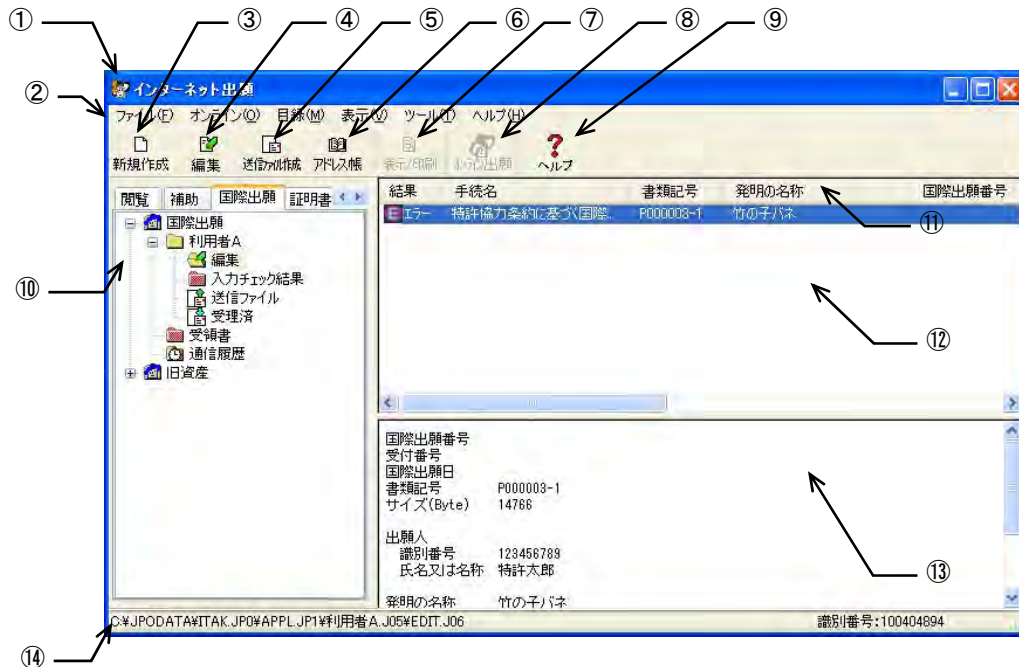 ① ③ ④ ⑤ ⑥ ⑦ ⑧ ⑨
インターネット出願
②
ファイル(F) オンライン(O) 目録(M) 表示(V) ツール(T) ヘルプ(H)
新規作成 編集 送信ファイル作成 アドレス帳 表示/印刷 オンライン出願 ヘルプ
閲覧 補助 国際出願 証明書
結果 手続名 書類記号 発明の名称 国際出願番号
エラー 特許協力条約に基づく国際... P000003-1 竹の子バネ
⑪
国際出願
利用者A
編集
⑩
入力チェック結果
送信ファイル
受理済
⑫
受領書
通信履歴
旧資産
国際出願番号
受付番号
国際出願日
書類記号 P000003-1
サイズ(Byte) 14766
出願人
識別番号 123456789
氏名又は名称 特許太郎
⑬
発明の名称 竹の子バネ
C:¥JPODATA¥ITAK.JP0¥APPL.JP1¥利用者A.J05¥EDIT.J06 識別番号:100404894
⑭